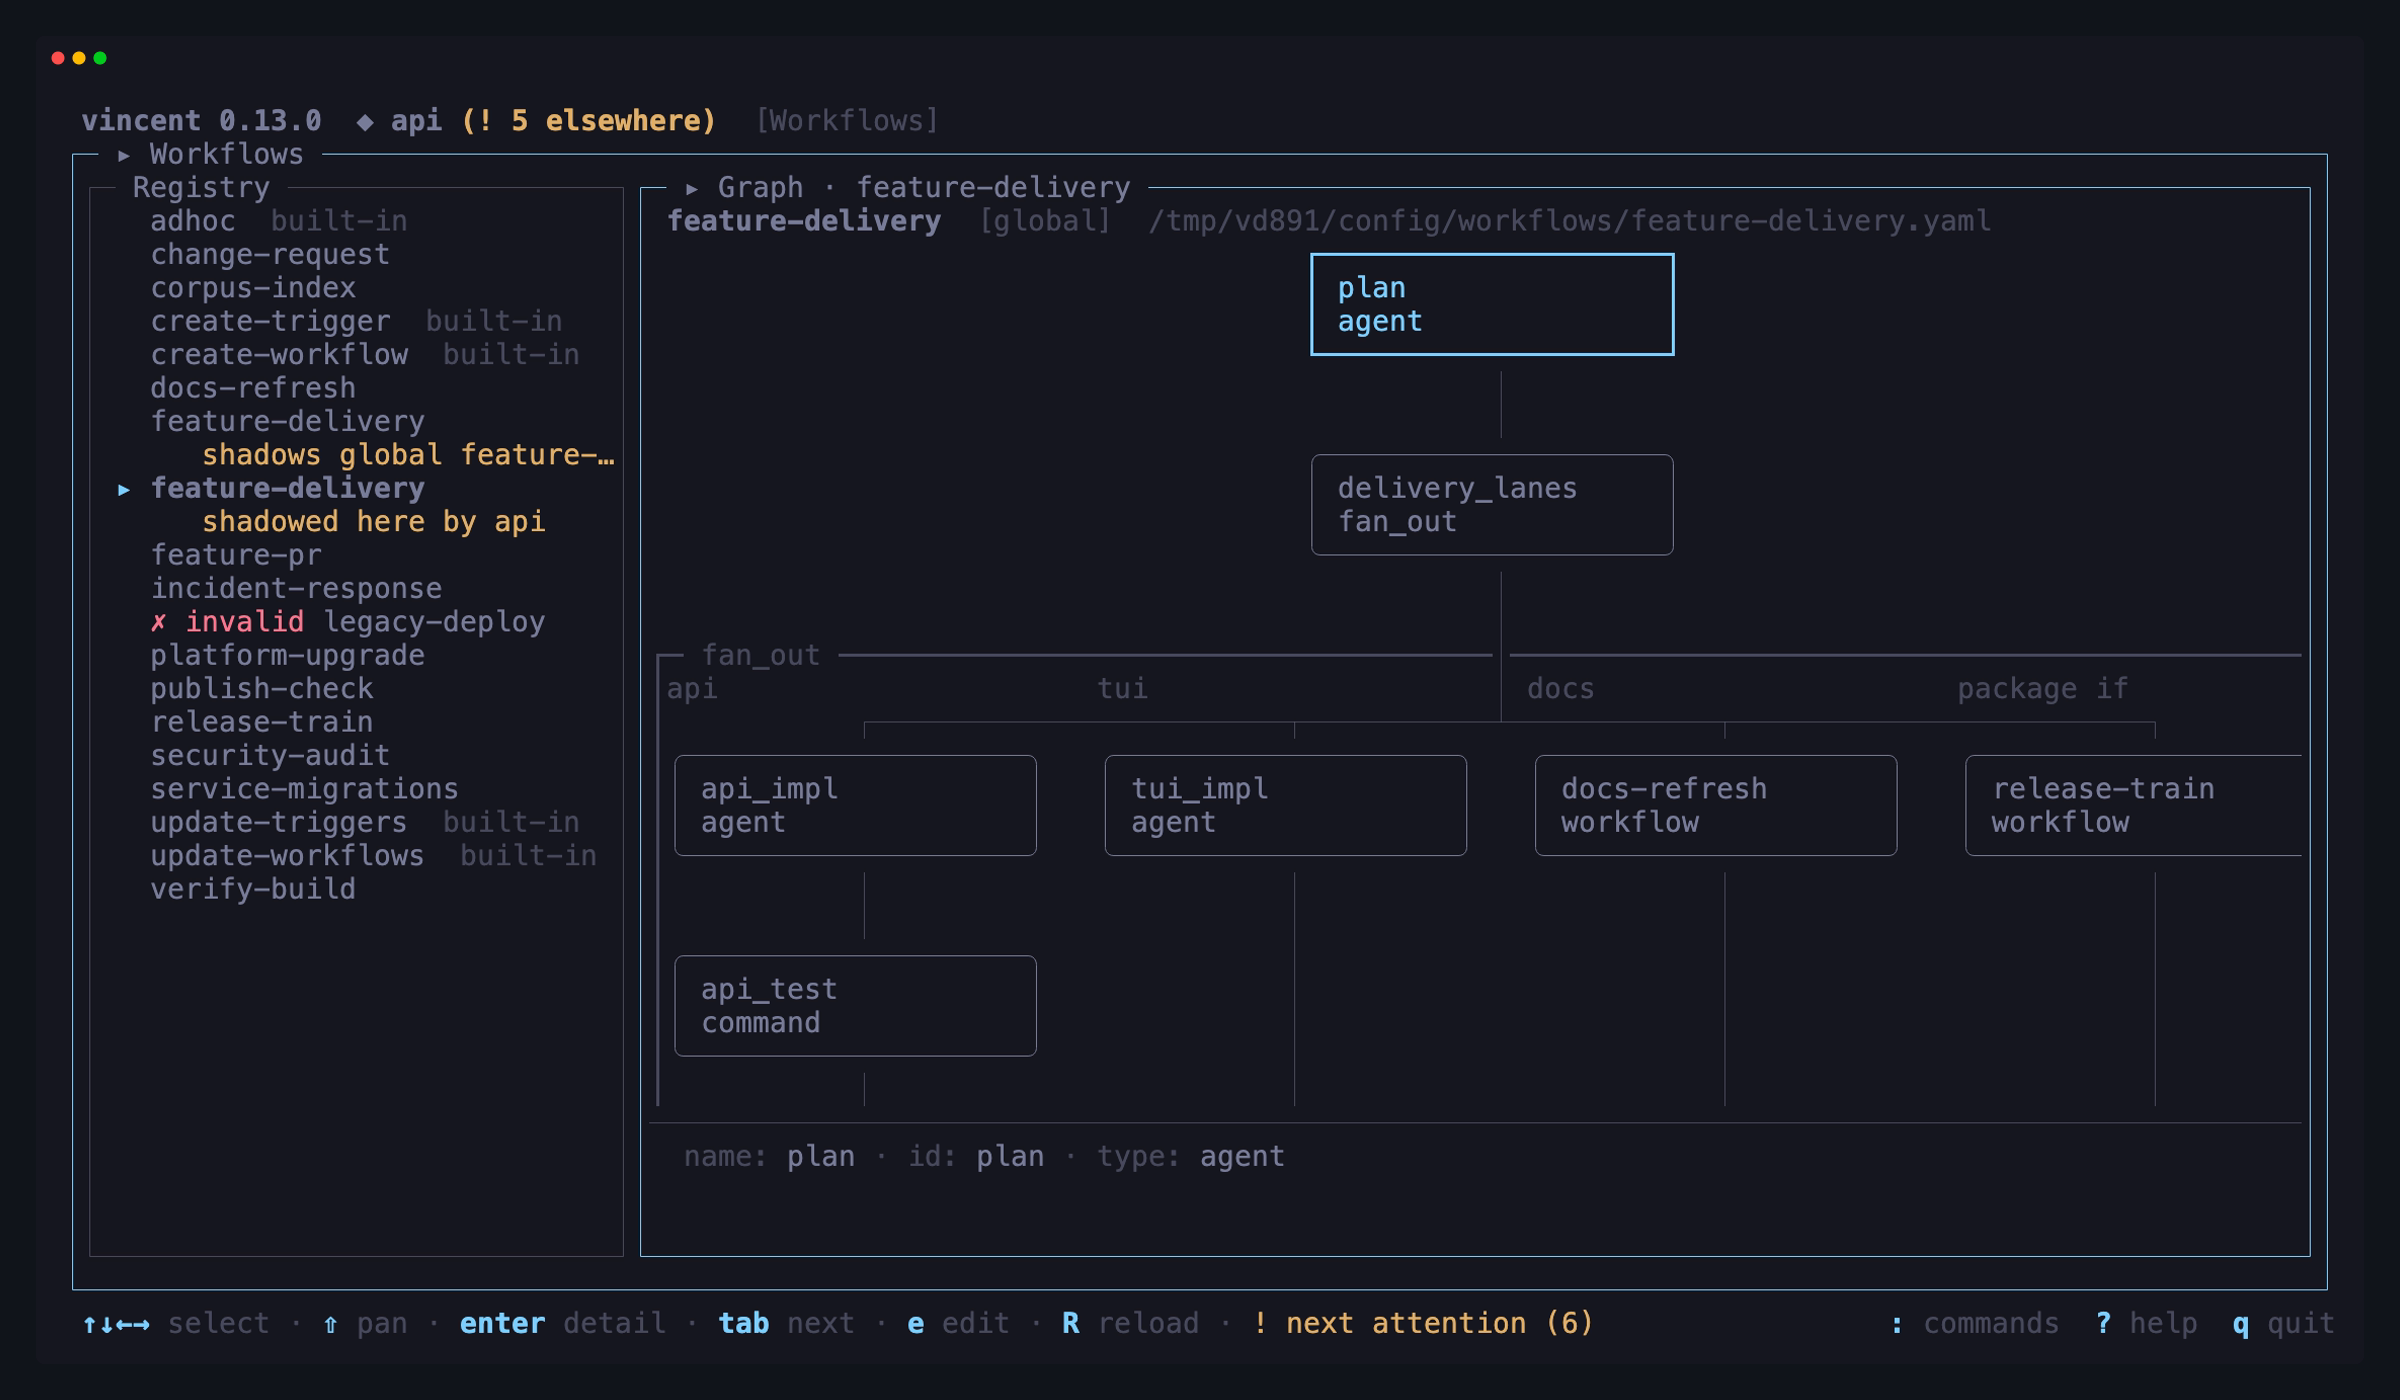 vincent 0.13.0 ◆ api (! 5 elsewhere) [Workflows]
▸ Workflows
Registry
adhoc built-in
change-request
corpus-index
create-trigger built-in
create-workflow built-in
docs-refresh
feature-delivery
shadows global feature-…
▸ feature-delivery
shadowed here by api
feature-pr
incident-response
✗ invalid legacy-deploy
platform-upgrade
publish-check
release-train
security-audit
service-migrations
update-triggers built-in
update-workflows built-in
verify-build
▸ Graph · feature-delivery
feature-delivery [global] /tmp/vd891/config/workflows/feature-delivery.yaml
plan
agent
delivery_lanes
fan_out
fan_out
api tui docs package if
api_impl
agent
tui_impl
agent
docs-refresh
workflow
release-train
workflow
api_test
command
name: plan · id: plan · type: agent
↑↓←→ select · ⇧ pan · enter detail · tab next · e edit · R reload · ! next attention (6) : commands ? help q quit